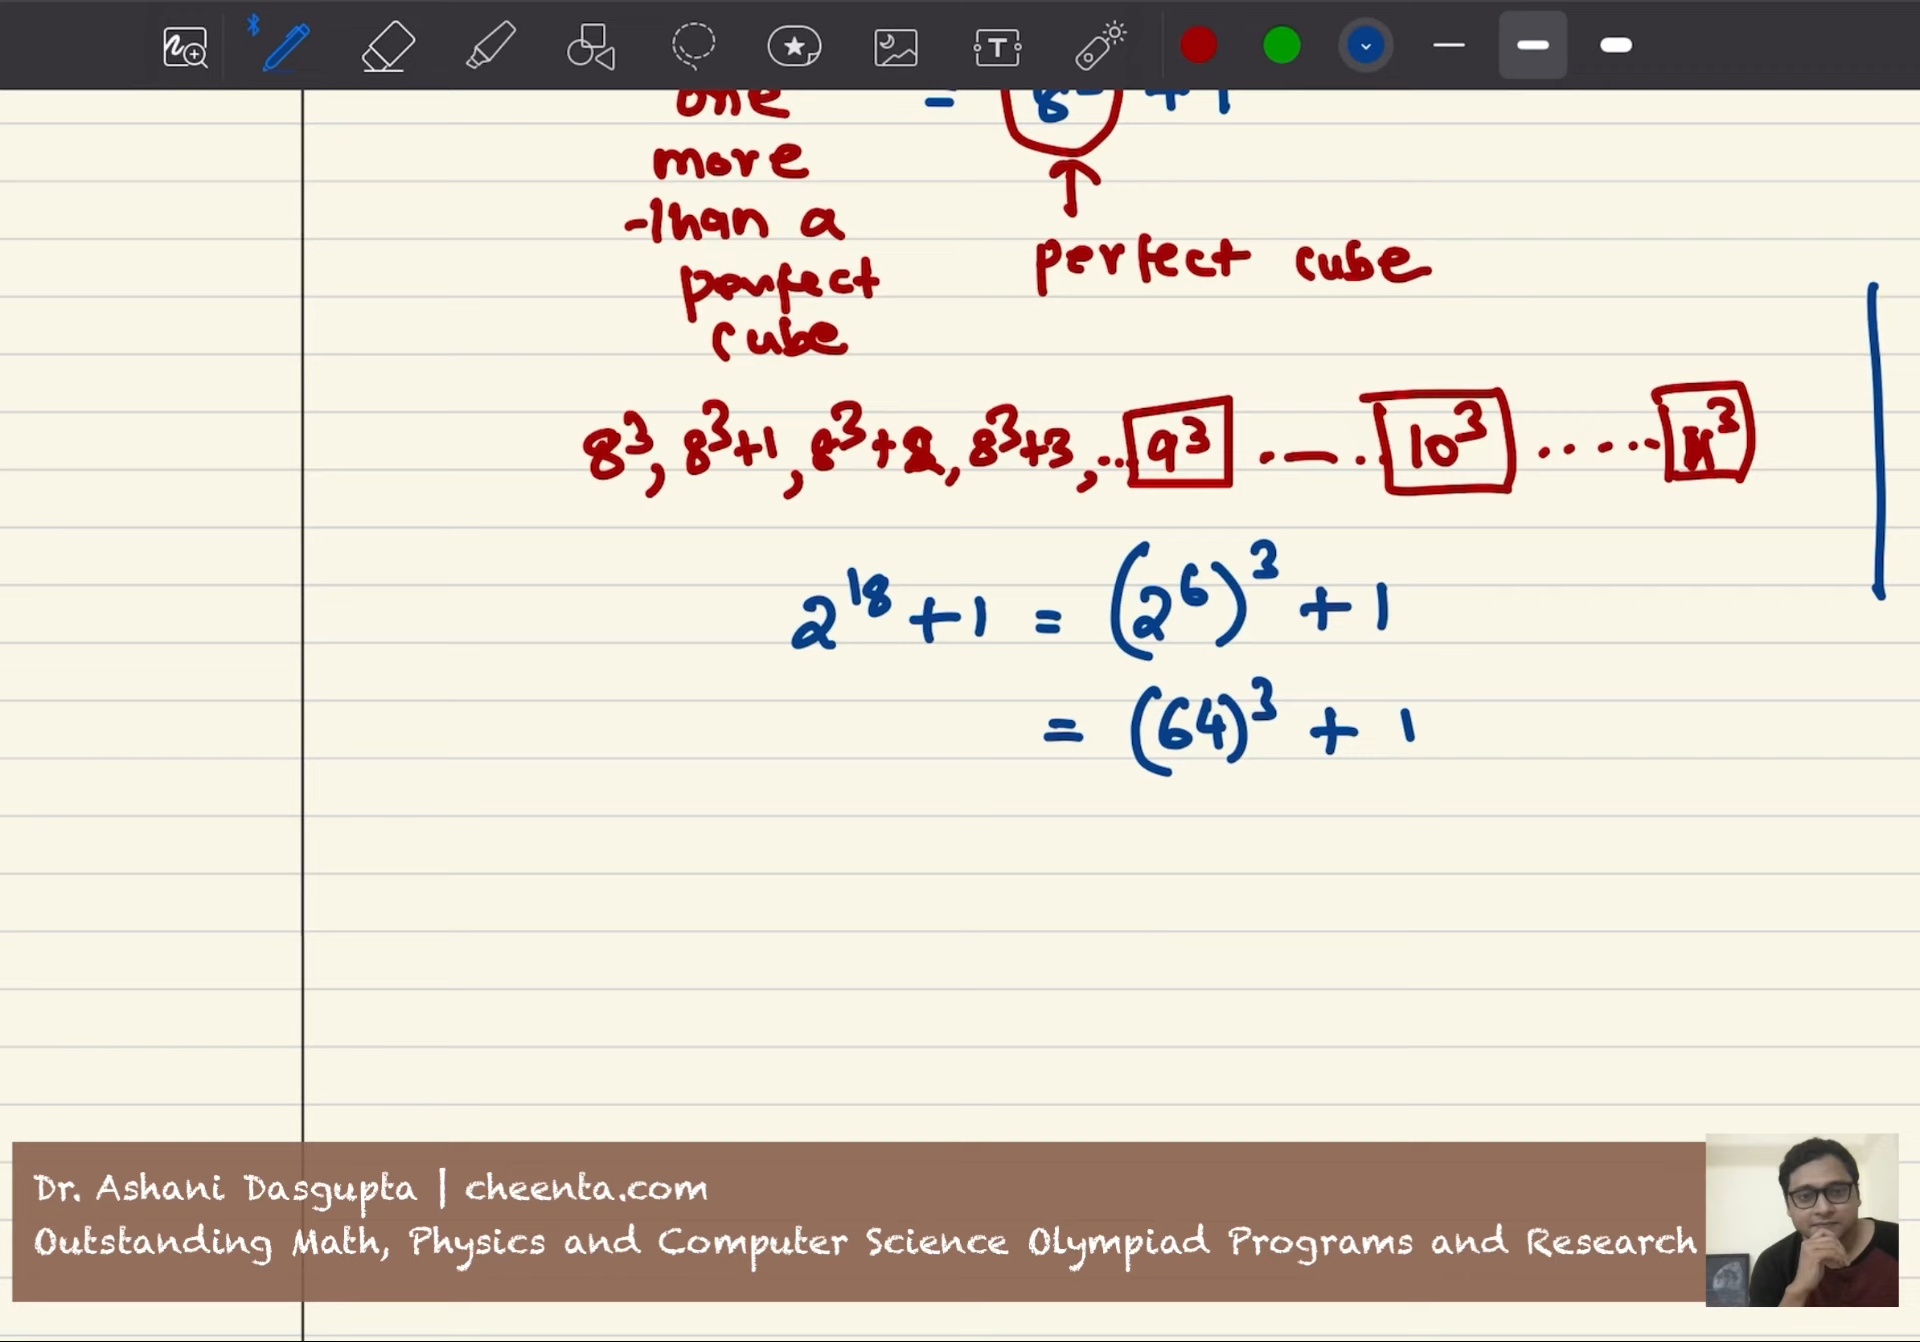 one = 8³ + 1
more
than a
perfect cube
perfect
cube
8³, 8³+1, 8³+2, 8³+3, ... 9³ ... 10³ ...... n³
2¹⁸ + 1 = (2⁶)³ + 1
= (64)³ + 1
Dr. Ashani Dasgupta | cheenta.com
Outstanding Math, Physics and Computer Science Olympiad Programs and Research